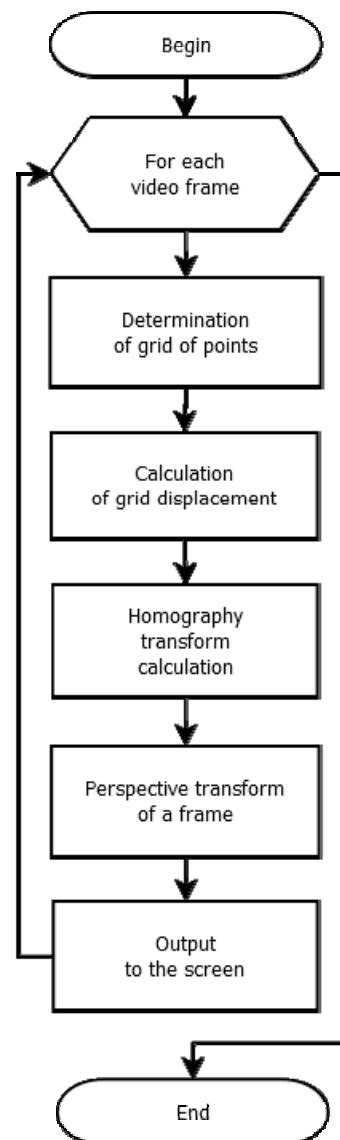 Begin
For each
video frame
Determination
of grid of points
Calculation
of grid displacement
Homography
transform
calculation
Perspective transform
of a frame
Output
to the screen
End